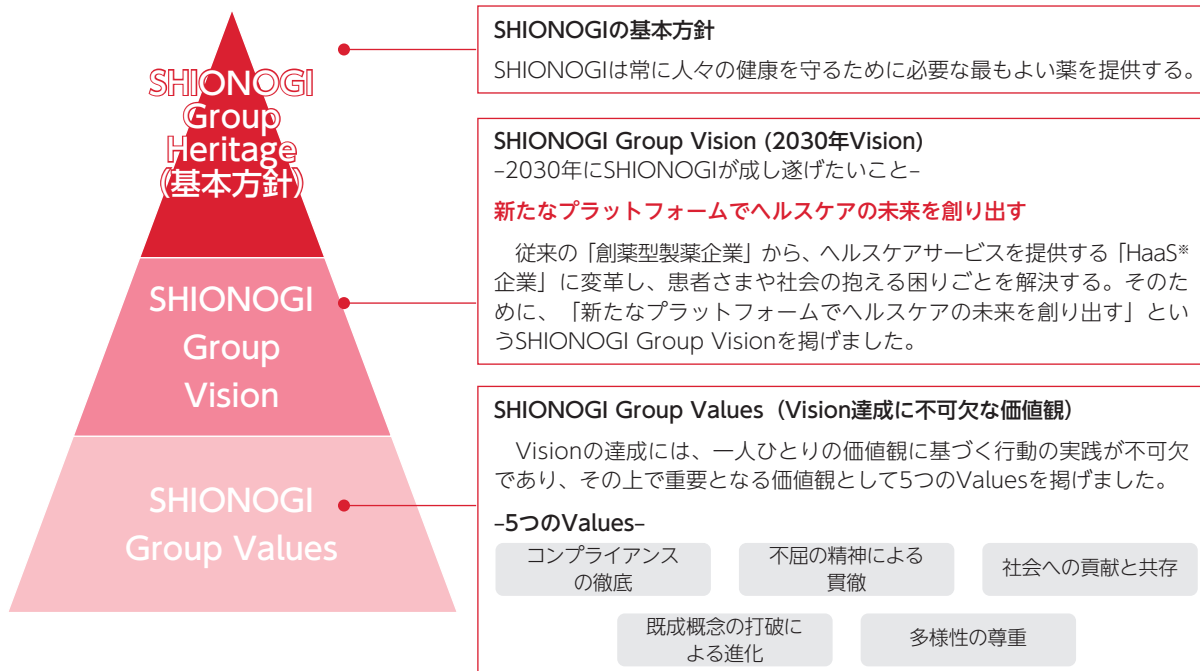 SHIONOGI
Group
Heritage
(基本方針)
SHIONOGI
Group
Vision
SHIONOGI
Group Values
SHIONOGIの基本方針
SHIONOGIは常に人々の健康を守るために必要な最もよい薬を提供する。
SHIONOGI Group Vision (2030年Vision)
–2030年にSHIONOGIが成し遂げたいこと–
新たなプラットフォームでヘルスケアの未来を創り出す
従来の「創薬型製薬企業」から、ヘルスケアサービスを提供する「HaaS※
企業」に変革し、患者さまや社会の抱える困りごとを解決する。そのた
めに、「新たなプラットフォームでヘルスケアの未来を創り出す」とい
うSHIONOGI Group Visionを掲げました。
SHIONOGI Group Values（Vision達成に不可欠な価値観）
Visionの達成には、一人ひとりの価値観に基づく行動の実践が不可欠
であり、その上で重要となる価値観として5つのValuesを掲げました。
–5つのValues–
コンプライアンス
の徹底
不屈の精神による
貫徹
社会への貢献と共存
既成概念の打破に
よる進化
多様性の尊重